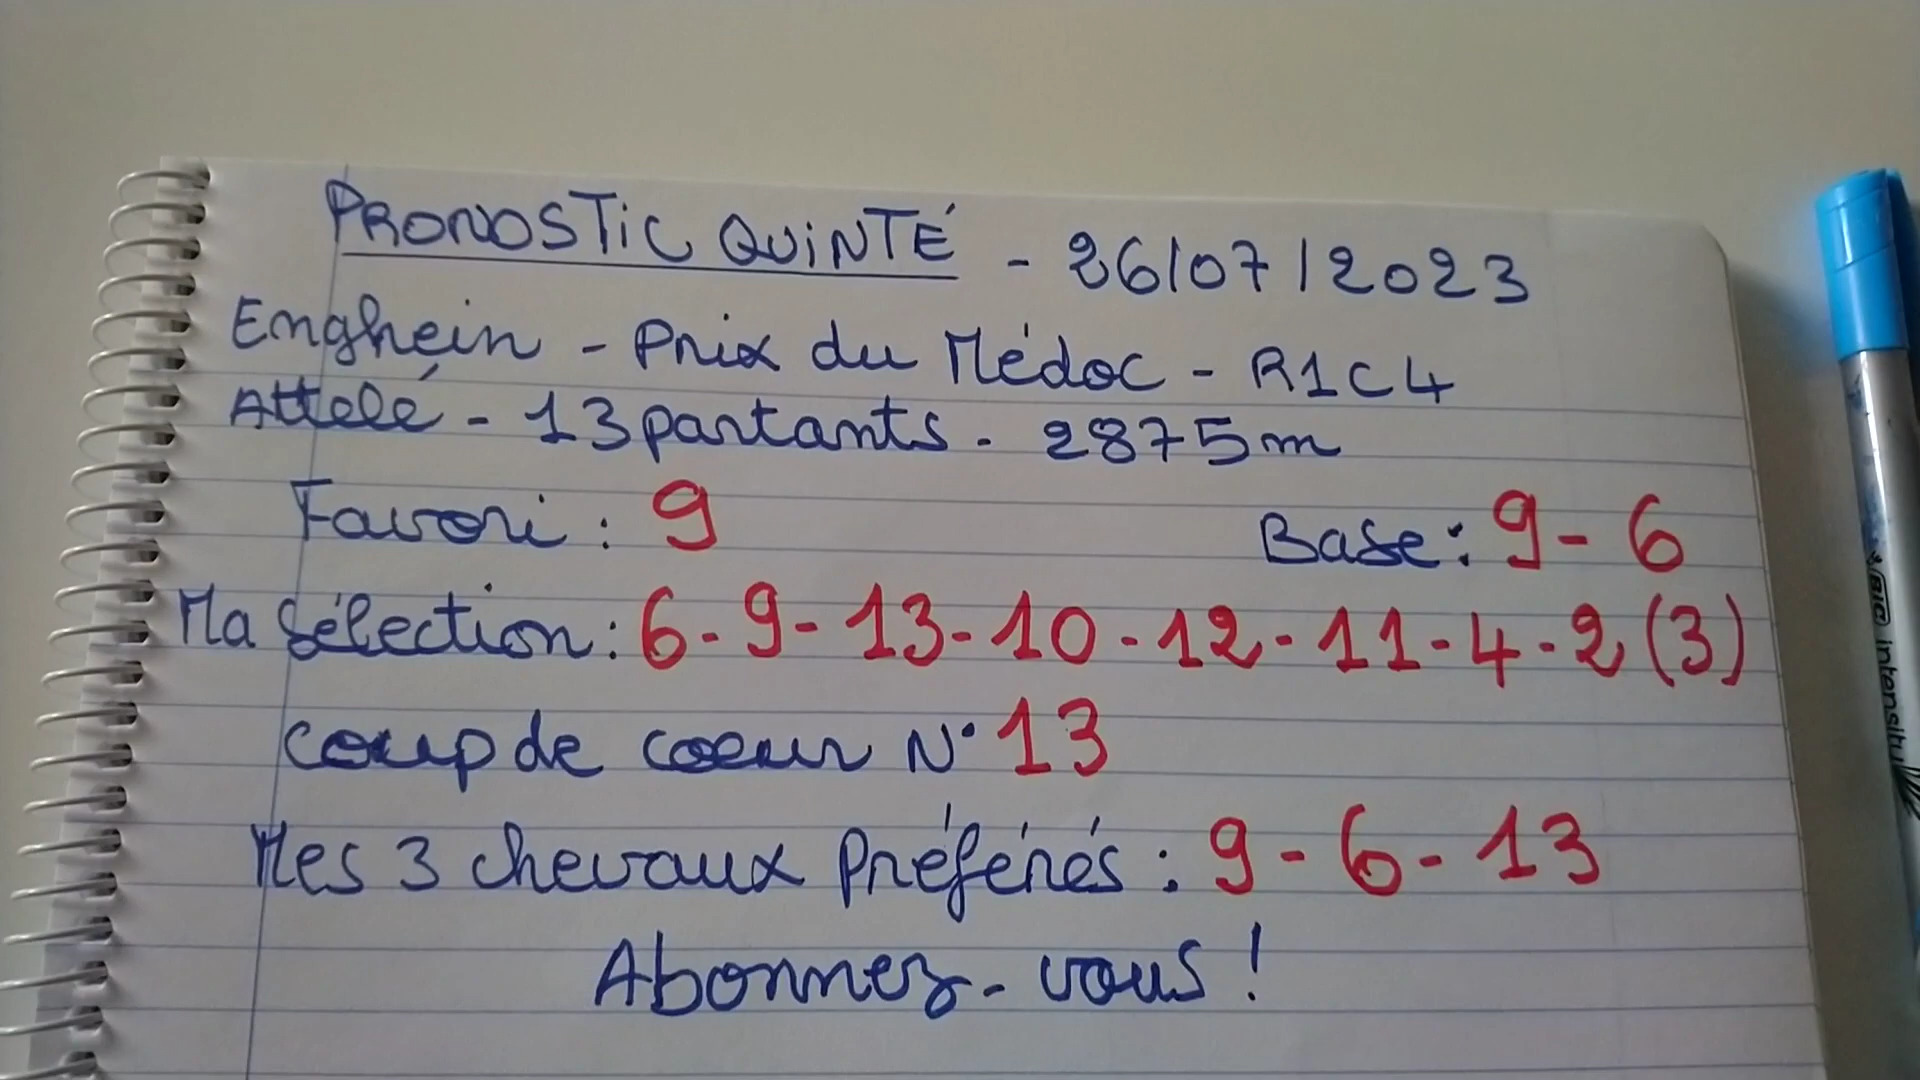 PRONOSTIC QUINTÉ - 26/07/2023
Enghein - Prix du Médoc - R1C4
Attelé - 13 partants - 2875m
Favori : 9 Base : 9 - 6
Ma sélection : 6 - 9 - 13 - 10 - 12 - 11 - 4 - 2 (3)
coup de coeur N° 13
Mes 3 chevaux préférés : 9 - 6 - 13
Abonnez-vous !
BIC intensity